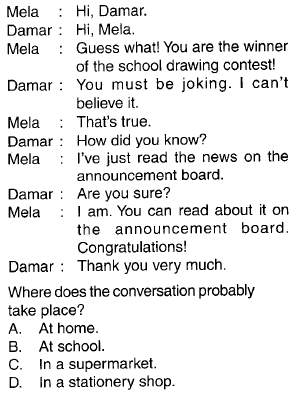 Mela : Hi, Damar.
Damar : Hi, Mela.
Mela : Guess what! You are the winner
of the school drawing contest!
Damar : You must be joking. I can't
believe it.
Mela : That's true.
Damar : How did you know?
Mela : I've just read the news on the
announcement board.
Damar : Are you sure?
Mela : I am. You can read about it on
the announcement board.
Congratulations!
Damar : Thank you very much.
Where does the conversation probably
take place?
A. At home.
B. At school.
C. In a supermarket.
D. In a stationery shop.